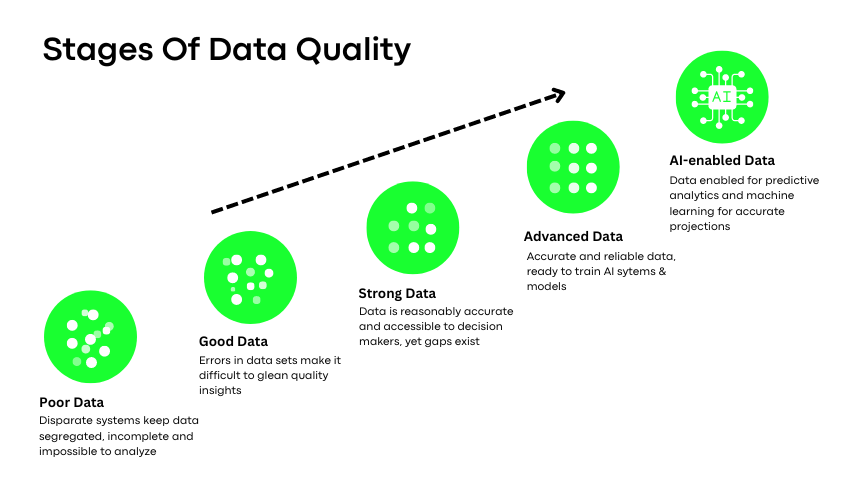 Stages Of Data Quality
AI
AI-enabled Data
Data enabled for predictive
analytics and machine
learning for accurate
projections
Advanced Data
Accurate and reliable data,
ready to train AI sytems &
models
Strong Data
Data is reasonably accurate
and accessible to decision
makers, yet gaps exist
Good Data
Errors in data sets make it
difficult to glean quality
insights
Poor Data
Disparate systems keep data
segregated, incomplete and
impossible to analyze